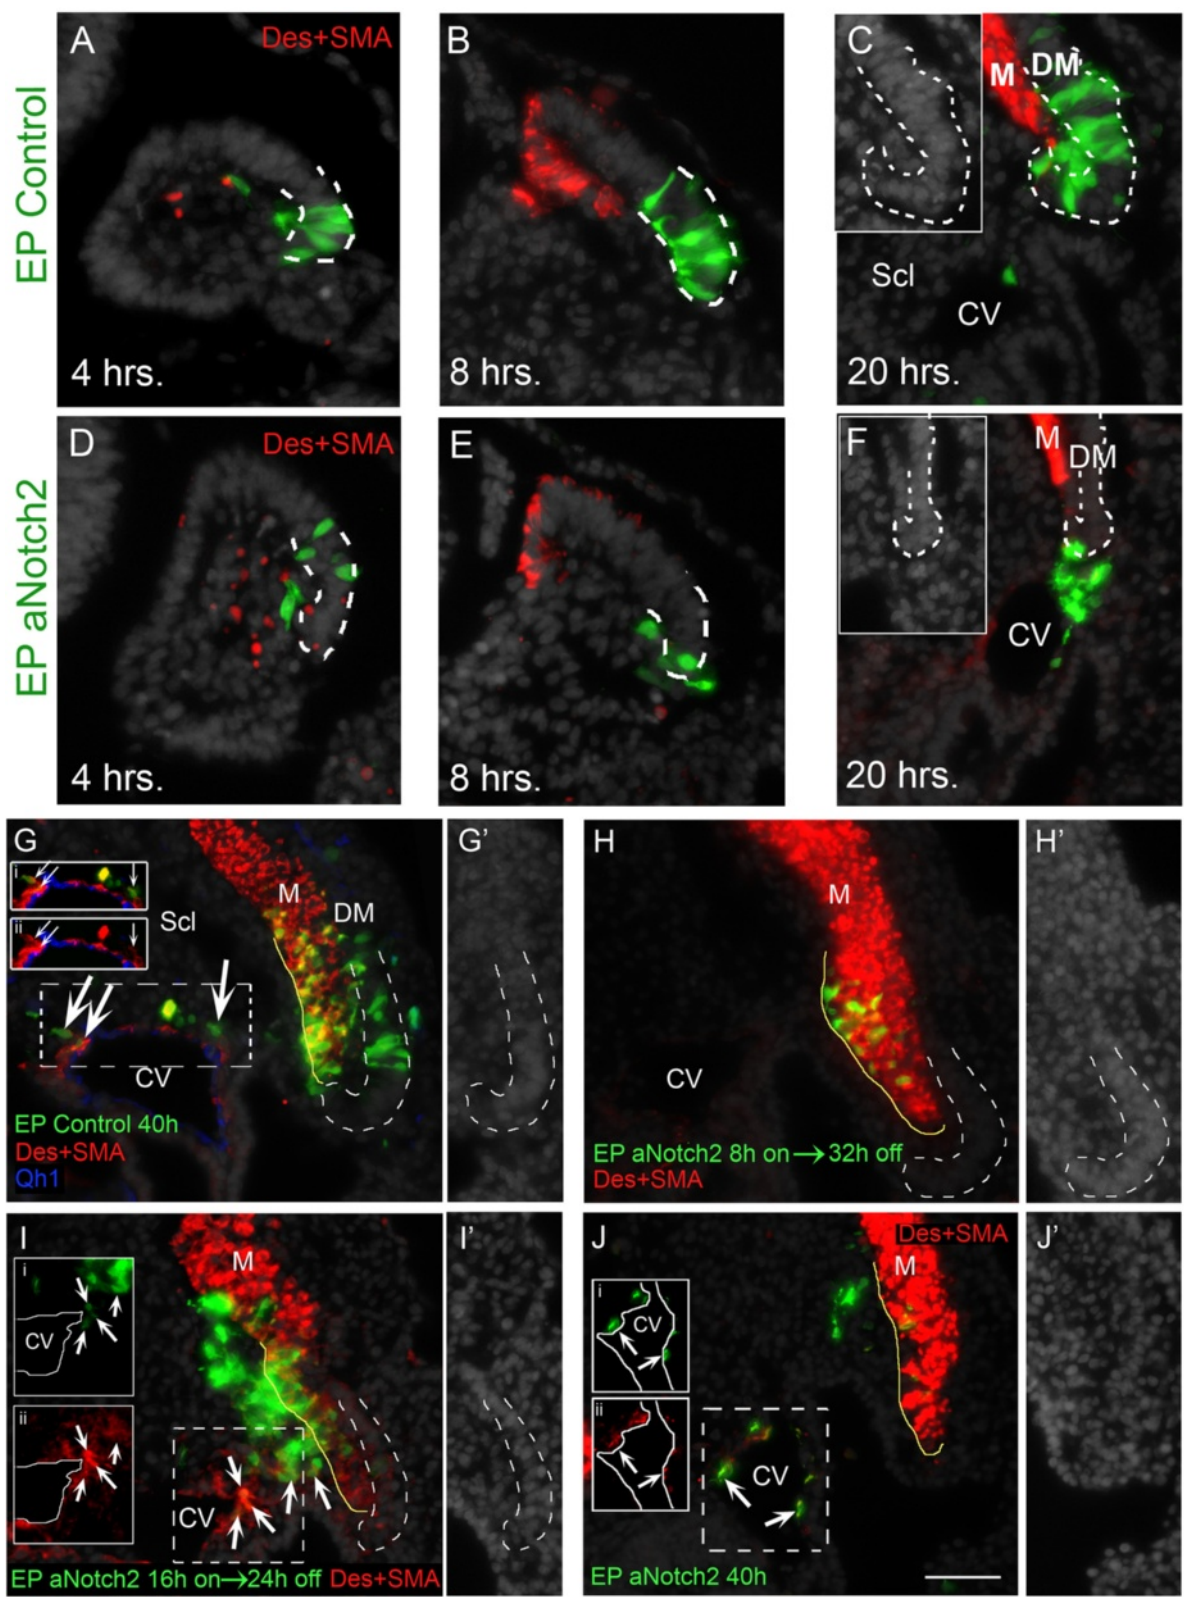 EP Control
A
Des+SMA
4 hrs.
B
8 hrs.
C
M
DM
Scl
CV
20 hrs.
EP aNotch2
D
Des+SMA
4 hrs.
E
8 hrs.
F
M
DM
CV
20 hrs.
G
i
ii
Scl
M
DM
CV
EP Control 40h
Des+SMA
Qh1
G'
H
M
CV
EP aNotch2 8h on→32h off
Des+SMA
H'
I
M
i
CV
ii
CV
EP aNotch2 16h on→24h off Des+SMA
I'
J
Des+SMA
M
i
CV
ii
CV
EP aNotch2 40h
J'